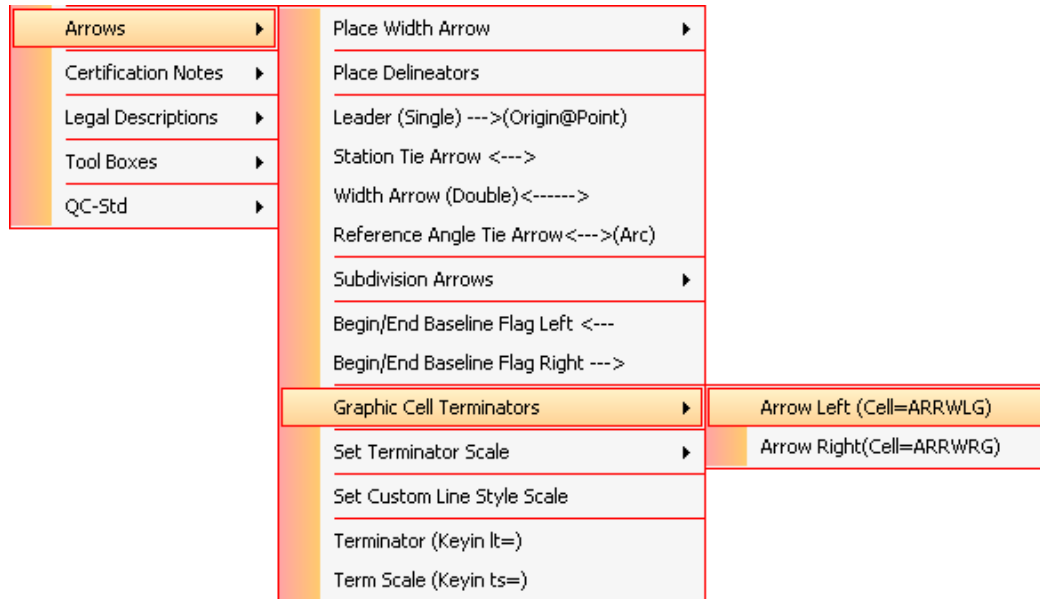 Arrows
Certification Notes
Legal Descriptions
Tool Boxes
QC-Std
Place Width Arrow
Place Delineators
Leader (Single) --->(Origin@Point)
Station Tie Arrow <--->
Width Arrow (Double)<------>
Reference Angle Tie Arrow<--->(Arc)
Subdivision Arrows
Begin/End Baseline Flag Left <---
Begin/End Baseline Flag Right --->
Graphic Cell Terminators
Set Terminator Scale
Set Custom Line Style Scale
Terminator (Keyin lt=)
Term Scale (Keyin ts=)
Arrow Left (Cell=ARRWLG)
Arrow Right(Cell=ARRWRG)